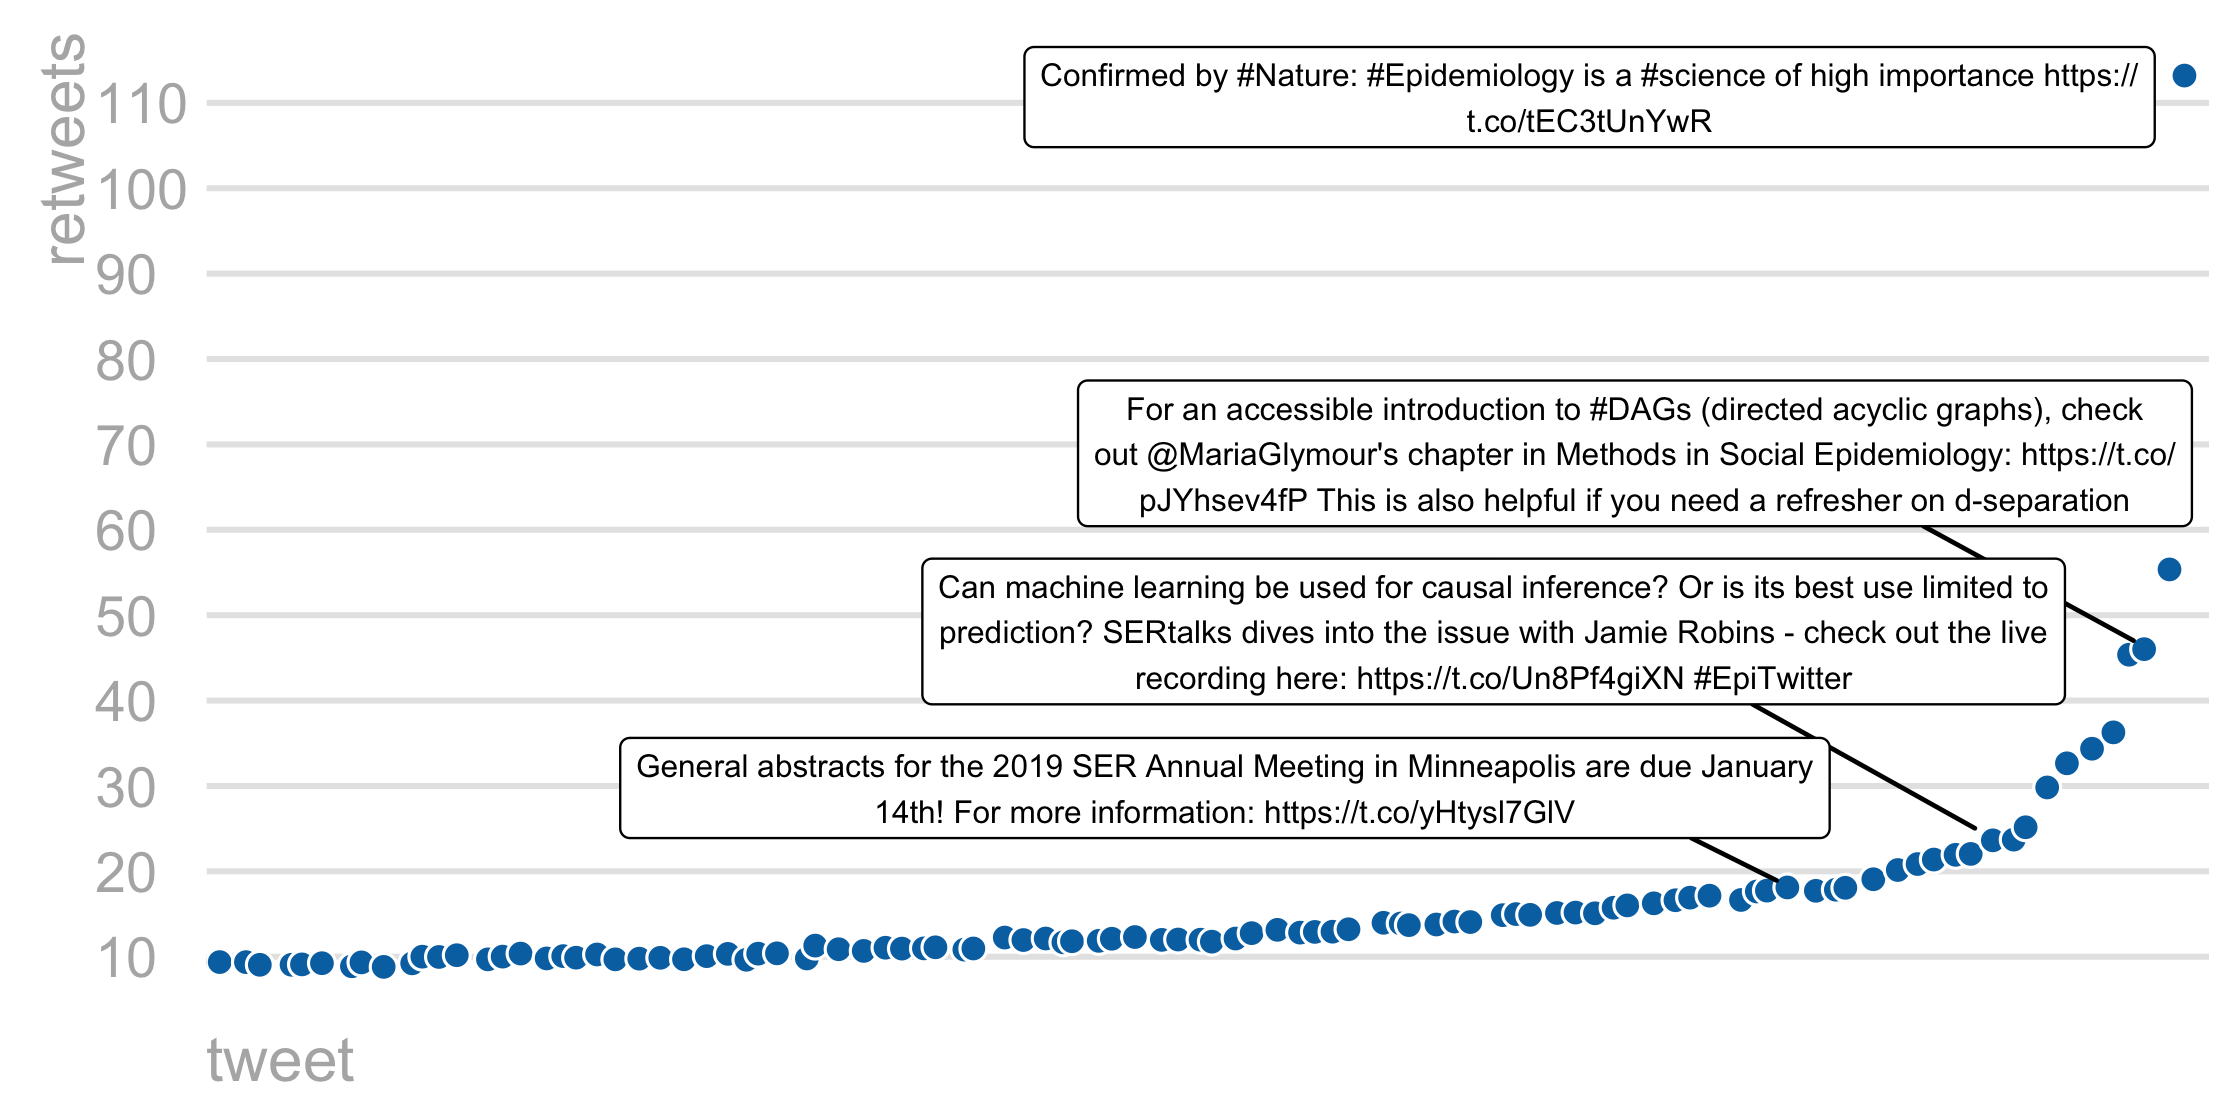 retweets
110
100
90
80
70
60
50
40
30
20
10
Confirmed by #Nature: #Epidemiology is a #science of high importance https://
t.co/tEC3tUnYwR
For an accessible introduction to #DAGs (directed acyclic graphs), check
out @MariaGlymour's chapter in Methods in Social Epidemiology: https://t.co/
pJYhsev4fP This is also helpful if you need a refresher on d-separation
Can machine learning be used for causal inference? Or is its best use limited to
prediction? SERtalks dives into the issue with Jamie Robins - check out the live
recording here: https://t.co/Un8Pf4giXN #EpiTwitter
General abstracts for the 2019 SER Annual Meeting in Minneapolis are due January
14th! For more information: https://t.co/yHtysl7GlV
tweet